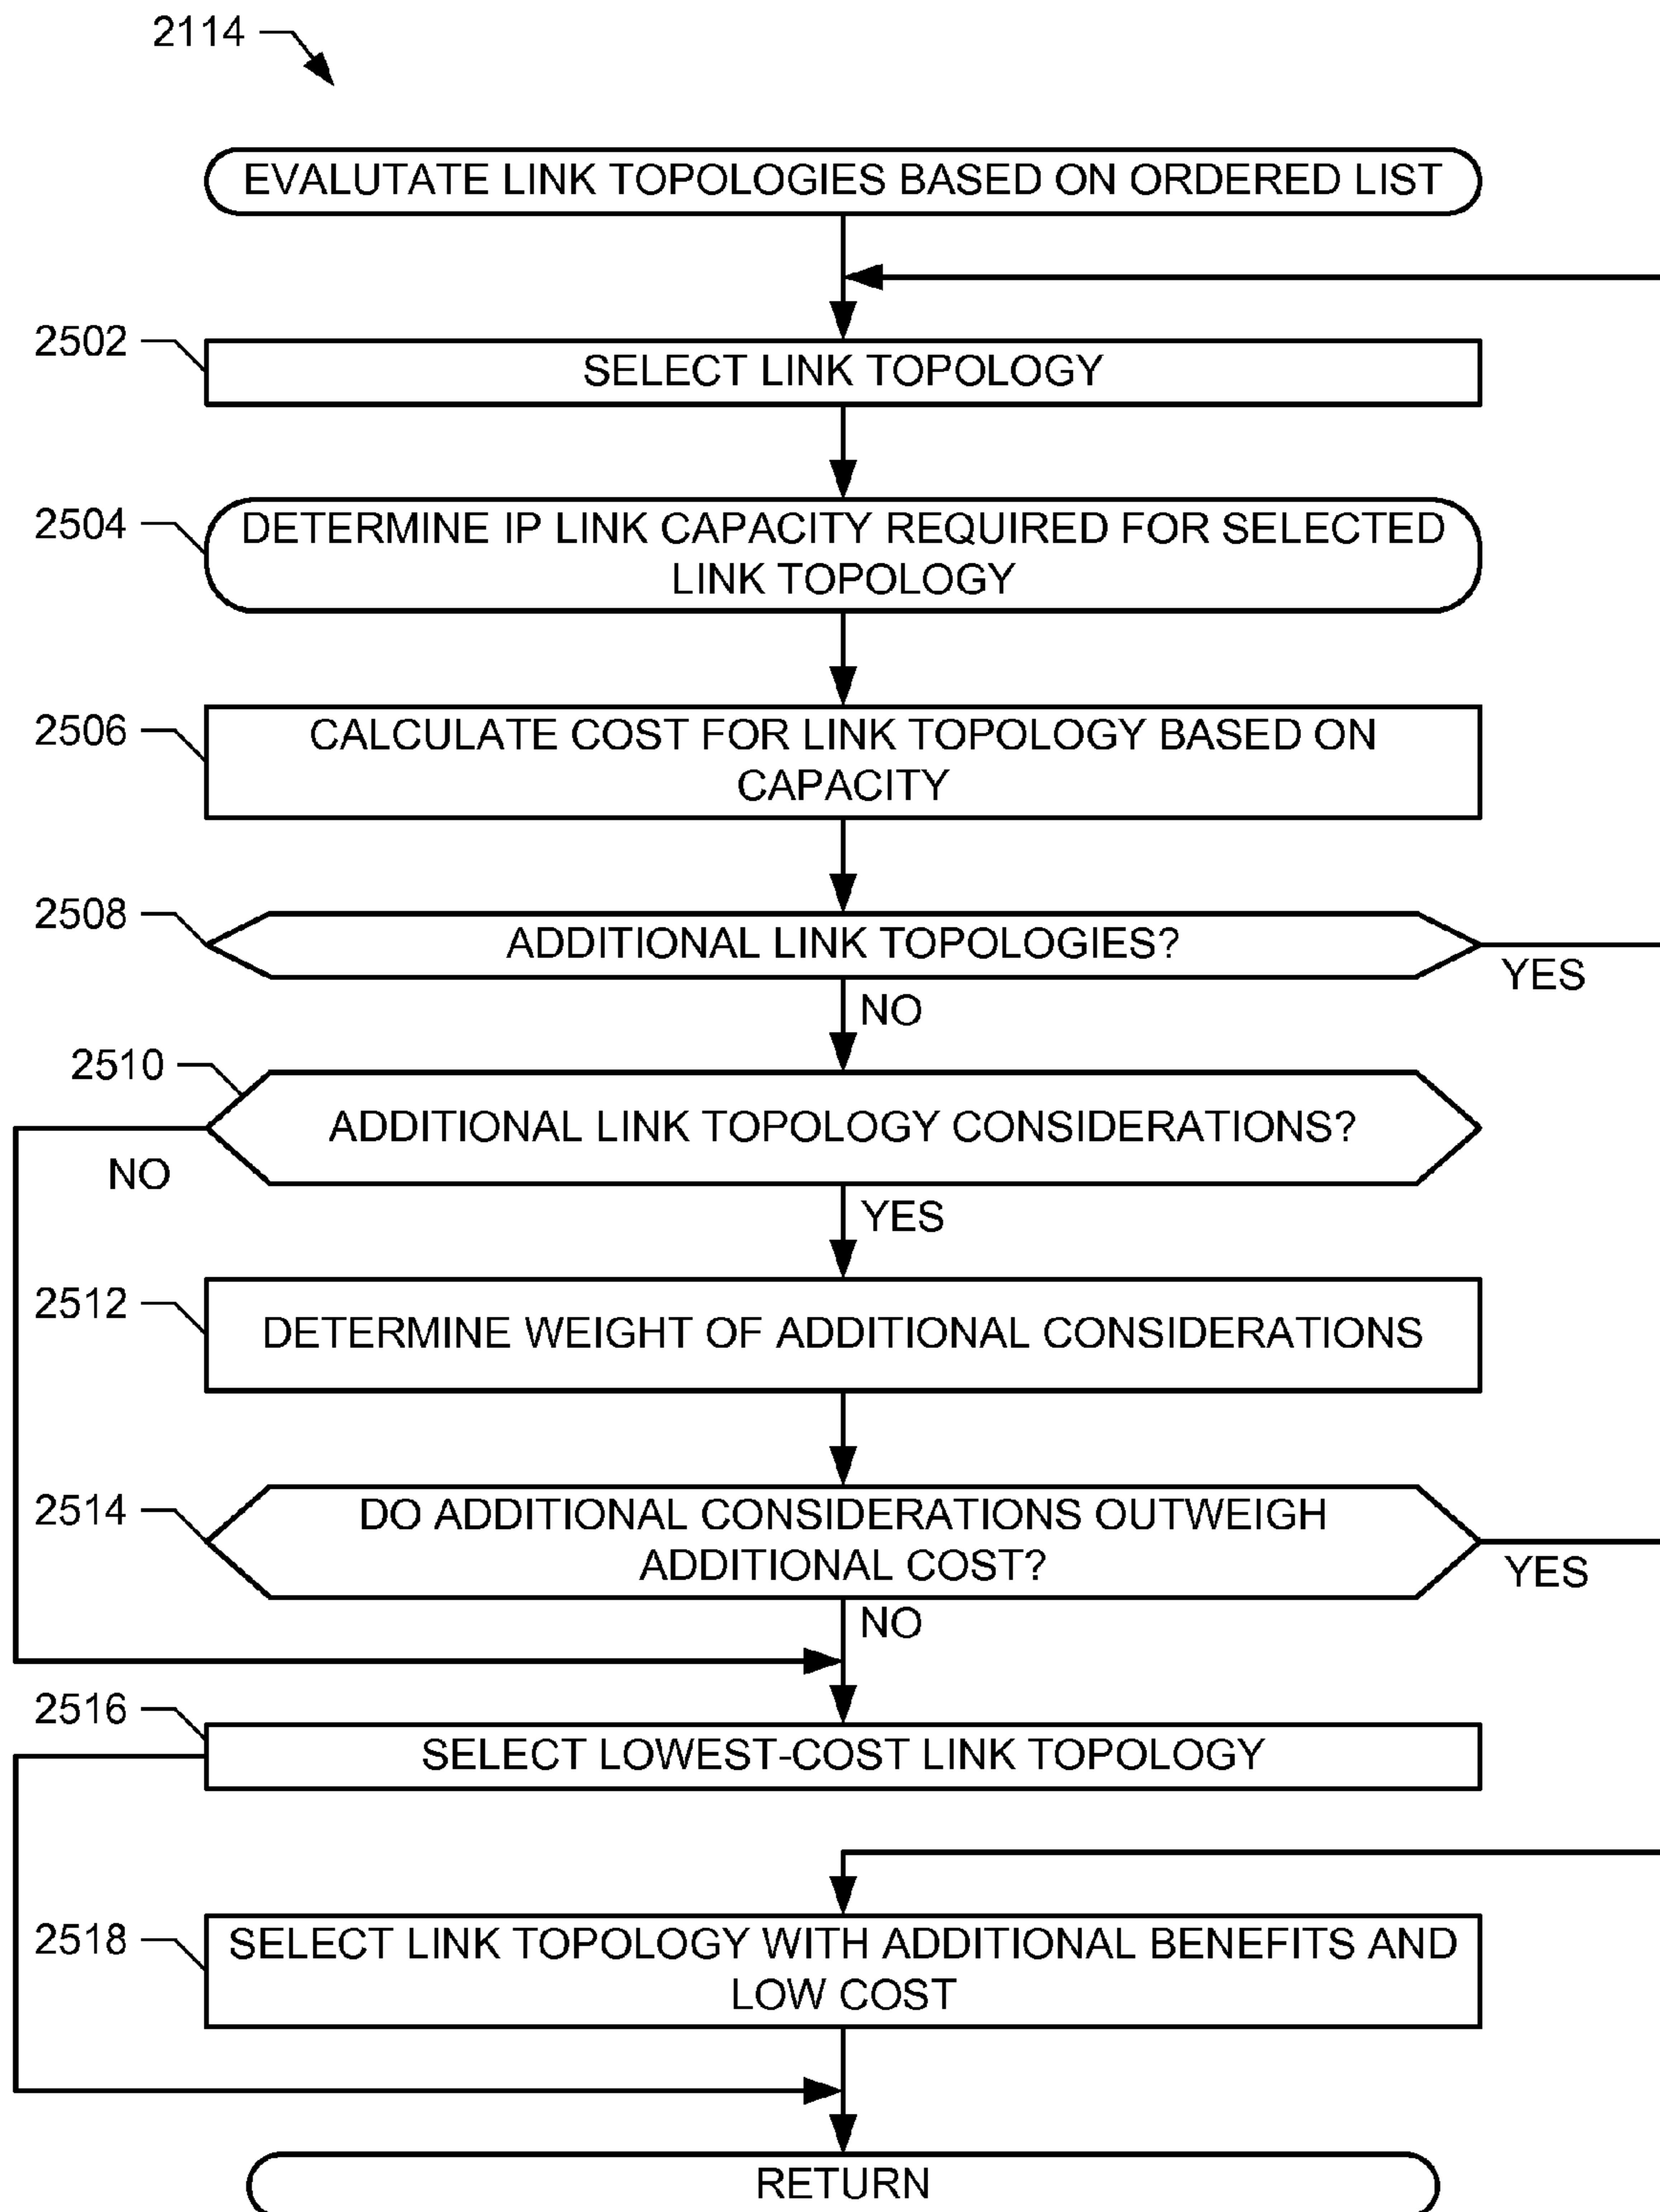 2114
EVALUTATE LINK TOPOLOGIES BASED ON ORDERED LIST
2502
SELECT LINK TOPOLOGY
2504
DETERMINE IP LINK CAPACITY REQUIRED FOR SELECTED
LINK TOPOLOGY
2506
CALCULATE COST FOR LINK TOPOLOGY BASED ON
CAPACITY
2508
ADDITIONAL LINK TOPOLOGIES?
YES
NO
2510
ADDITIONAL LINK TOPOLOGY CONSIDERATIONS?
NO
YES
2512
DETERMINE WEIGHT OF ADDITIONAL CONSIDERATIONS
2514
DO ADDITIONAL CONSIDERATIONS OUTWEIGH
ADDITIONAL COST?
YES
NO
2516
SELECT LOWEST-COST LINK TOPOLOGY
2518
SELECT LINK TOPOLOGY WITH ADDITIONAL BENEFITS AND
LOW COST
RETURN